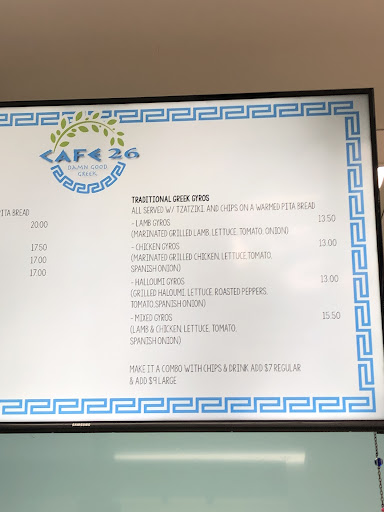 CAFE 26
DAMN GOOD
GREEK
PITA BREAD
20.00
17.50
17.00
17.00
TRADITIONAL GREEK GYROS
ALL SERVED W/ TZATZIKI, AND CHIPS ON A WARMED PITA BREAD
- LAMB GYROS 13.50
(MARINATED GRILLED LAMB, LETTUCE, TOMATO, ONION)
- CHICKEN GYROS 13.00
(MARINATED GRILLED CHICKEN, LETTUCE,TOMATO,
SPANISH ONION)
- HALLOUMI GYROS 13.00
(GRILLED HALOUMI, LETTUCE, ROASTED PEPPERS,
TOMATO,SPANISH ONION)
- MIXED GYROS 15.50
(LAMB & CHICKEN, LETTUCE, TOMATO,
SPANISH ONION)
MAKE IT A COMBO WITH CHIPS & DRINK ADD $7 REGULAR
& ADD $9 LARGE
SAMSUNG